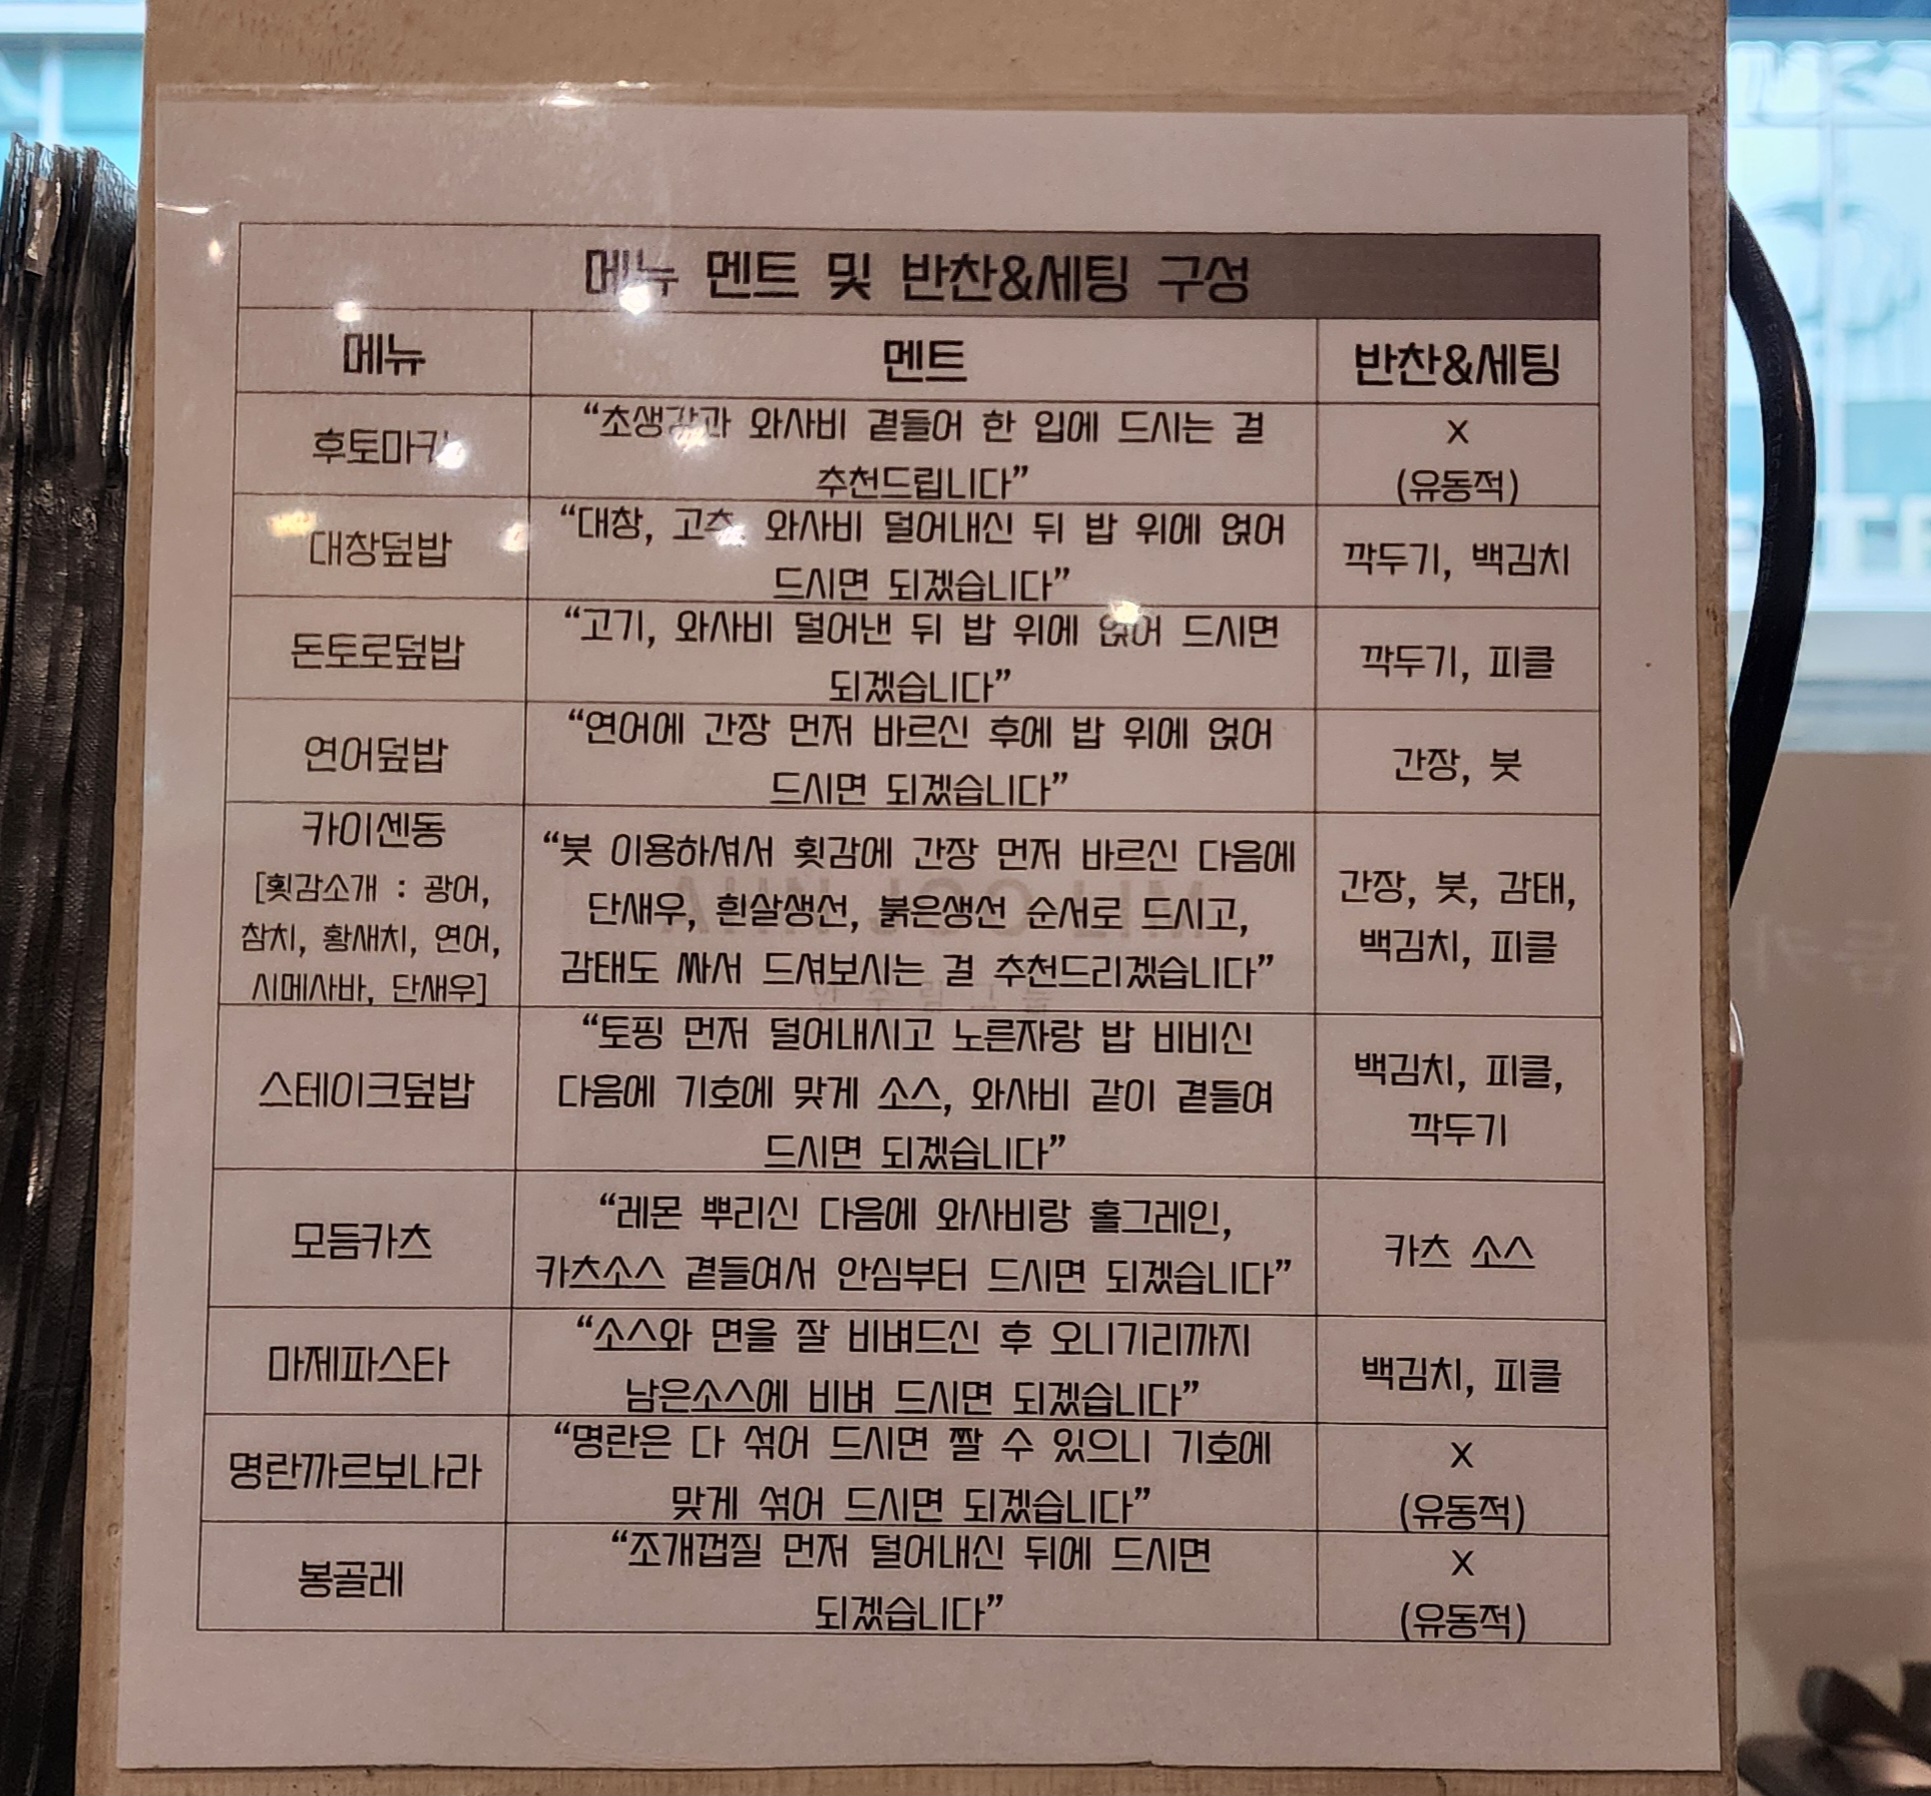 메뉴 멘트 및 반찬&세팅 구성
메뉴
멘트
반찬&세팅
후토마키
“초생강과 와사비 곁들어 한 입에 드시는 걸
추천드립니다”
X
(유동적)
대창덮밥
“대창, 고추, 와사비 덜어내신 뒤 밥 위에 얹어
드시면 되겠습니다”
깍두기, 백김치
돈토로덮밥
“고기, 와사비 덜어낸 뒤 밥 위에 얹어 드시면
되겠습니다”
깍두기, 피클
연어덮밥
“연어에 간장 먼저 바르신 후에 밥 위에 얹어
드시면 되겠습니다”
간장, 붓
카이센동
[횟감소개 : 광어,
참치, 황새치, 연어,
시메사바, 단새우]
“붓 이용하셔서 횟감에 간장 먼저 바르신 다음에
단새우, 흰살생선, 붉은생선 순서로 드시고,
감태도 싸서 드셔보시는 걸 추천드리겠습니다”
간장, 붓, 감태,
백김치, 피클
스테이크덮밥
“토핑 먼저 덜어내시고 노른자랑 밥 비비신
다음에 기호에 맞게 소스, 와사비 같이 곁들여
드시면 되겠습니다”
백김치, 피클,
깍두기
모듬카츠
“레몬 뿌리신 다음에 와사비랑 홀그레인,
카츠소스 곁들여서 안심부터 드시면 되겠습니다”
카츠 소스
마제파스타
“소스와 면을 잘 비벼드신 후 오니기리까지
남은소스에 비벼 드시면 되겠습니다”
백김치, 피클
명란까르보나라
“명란은 다 섞어 드시면 짤 수 있으니 기호에
맞게 섞어 드시면 되겠습니다”
X
(유동적)
봉골레
“조개껍질 먼저 덜어내신 뒤에 드시면
되겠습니다”
X
(유동적)